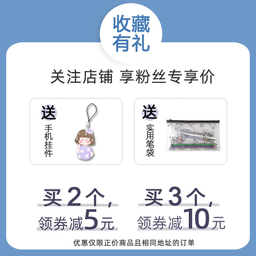 收藏
有礼
关注店铺 享粉丝专享价
送
手机挂件
送
实用笔袋
买2个,
领券减5元
买3个,
领券减10元
优惠仅限正价商品且相同地址的订单